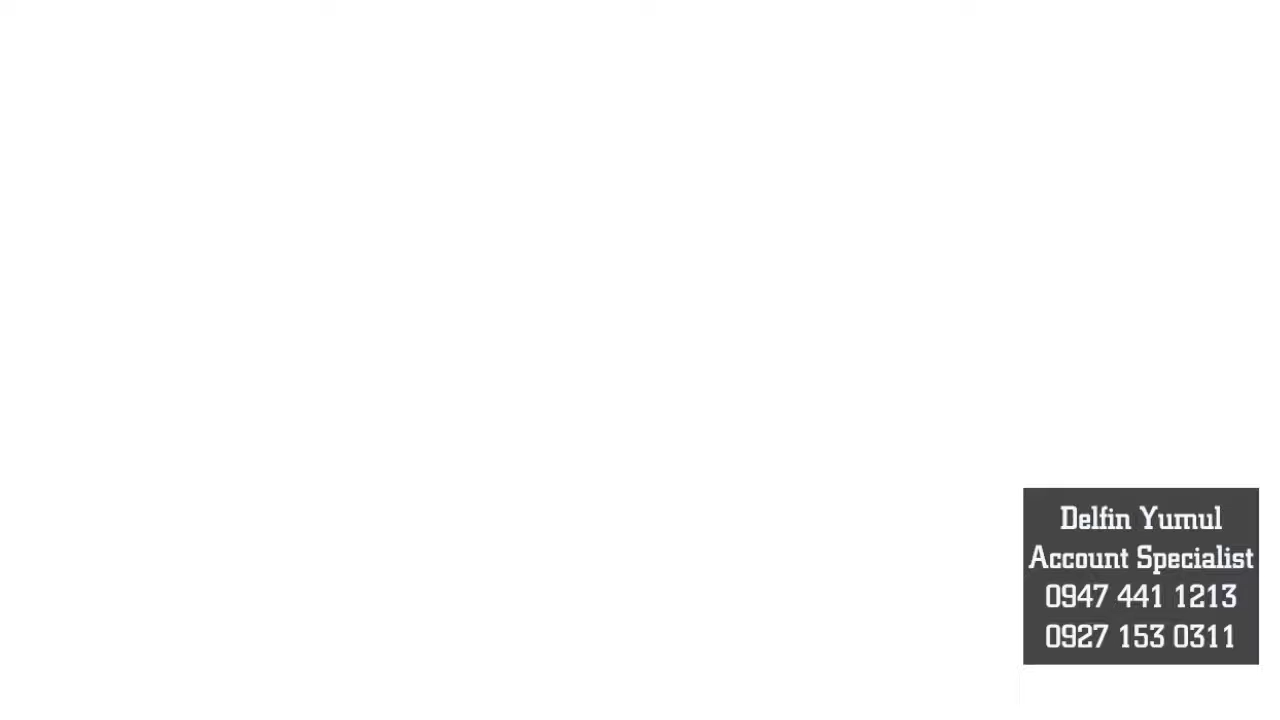 Delfin Yumul
Account Specialist
0947 441 1213
0927 153 0311